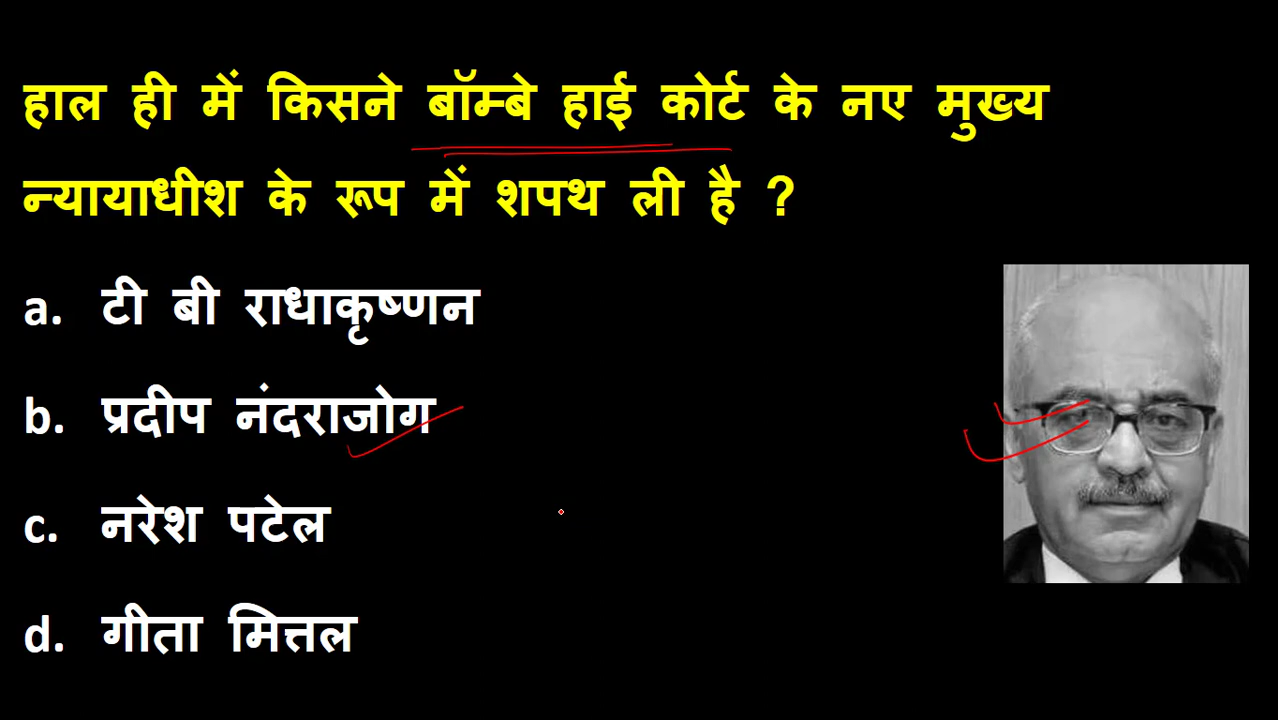 हाल ही में किसने बॉम्बे हाई कोर्ट के नए मुख्य
न्यायाधीश के रूप में शपथ ली है ?
a. टी बी राधाकृष्णन
b. प्रदीप नंदराजोग
c. नरेश पटेल
d. गीता मित्तल